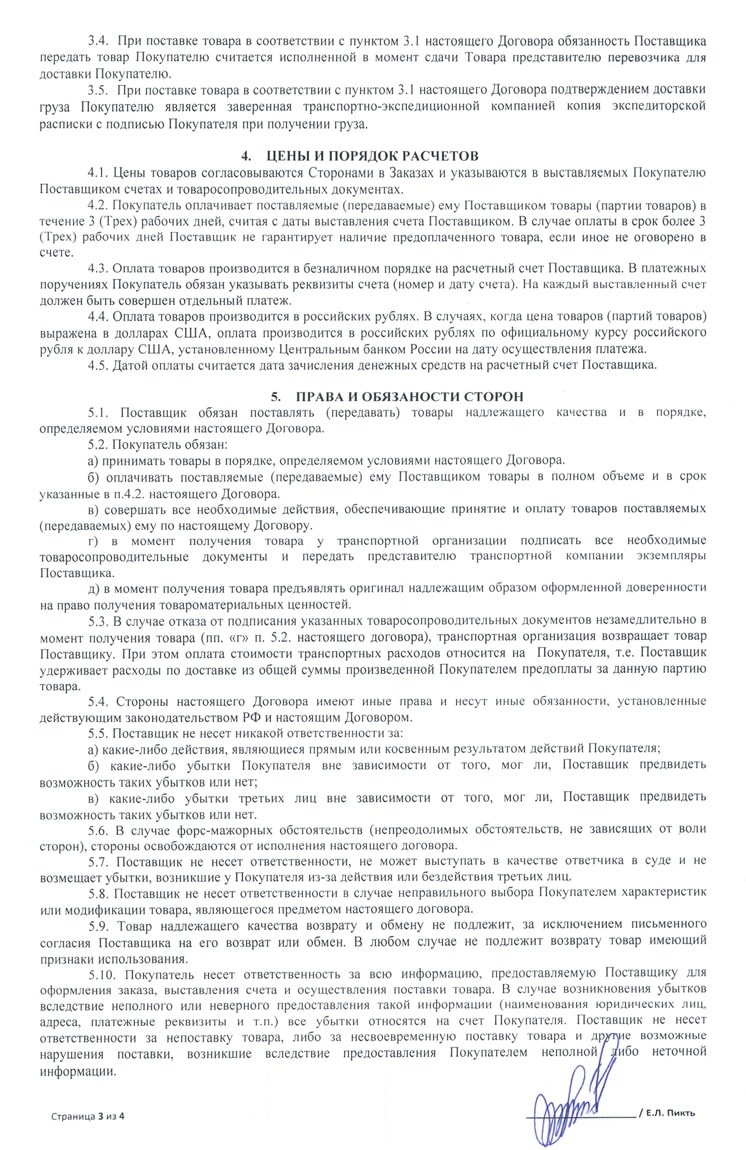 3.4. При поставке товара в соответствии с пунктом 3.1 настоящего Договора обязанность Поставщика
передать товар Покупателю считается исполненной в момент сдачи Товара представителю перевозчика для
доставки Покупателю.
3.5. При поставке товара в соответствии с пунктом 3.1 настоящего Договора подтверждением доставки
груза Покупателю является заверенная транспортно-экспедиционной компанией копия экспедиторской
расписки с подписью Покупателя при получении груза.
4. ЦЕНЫ И ПОРЯДОК РАСЧЕТОВ
4.1. Цены товаров согласовываются Сторонами в Заказах и указываются в выставляемых Покупателю
Поставщиком счетах и товаросопроводительных документах.
4.2. Покупатель оплачивает поставляемые (передаваемые) ему Поставщиком товары (партии товаров) в
течение 3 (Трех) рабочих дней, считая с даты выставления счета Поставщиком. В случае оплаты в срок более 3
(Трех) рабочих дней Поставщик не гарантирует наличие предоплаченного товара, если иное не оговорено в
счете.
4.3. Оплата товаров производится в безналичном порядке на расчетный счет Поставщика. В платежных
поручениях Покупатель обязан указывать реквизиты счета (номер и дату счета). На каждый выставленный счет
должен быть совершен отдельный платеж.
4.4. Оплата товаров производится в российских рублях. В случаях, когда цена товаров (партий товаров)
выражена в долларах США, оплата производится в российских рублях по официальному курсу российского
рубля к доллару США, установленному Центральным банком России на дату осуществления платежа.
4.5. Датой оплаты считается дата зачисления денежных средств на расчетный счет Поставщика.
5. ПРАВА И ОБЯЗАНОСТИ СТОРОН
5.1. Поставщик обязан поставлять (передавать) товары надлежащего качества и в порядке,
определяемом условиями настоящего Договора.
5.2. Покупатель обязан:
а) принимать товары в порядке, определяемом условиями настоящего Договора.
б) оплачивать поставляемые (передаваемые) ему Поставщиком товары в полном объеме и в срок
указанные в п.4.2. настоящего Договора.
в) совершать все необходимые действия, обеспечивающие принятие и оплату товаров поставляемых
(передаваемых) ему по настоящему Договору.
г) в момент получения товара у транспортной организации подписать все необходимые
товаросопроводительные документы и передать представителю транспортной компании экземпляры
Поставщика.
д) в момент получения товара предъявлять оригинал надлежащим образом оформленной доверенности
на право получения товароматериальных ценностей.
5.3. В случае отказа от подписания указанных товаросопроводительных документов незамедлительно в
момент получения товара (пп. «г» п. 5.2. настоящего договора), транспортная организация возвращает товар
Поставщику. При этом оплата стоимости транспортных расходов относится на Покупателя, т.е. Поставщик
удерживает расходы по доставке из общей суммы произведенной Покупателем предоплаты за данную партию
товара.
5.4. Стороны настоящего Договора имеют иные права и несут иные обязанности, установленные
действующим законодательством РФ и настоящим Договором.
5.5. Поставщик не несет никакой ответственности за:
а) какие-либо действия, являющиеся прямым или косвенным результатом действий Покупателя;
б) какие-либо убытки Покупателя вне зависимости от того, мог ли, Поставщик предвидеть
возможность таких убытков или нет;
в) какие-либо убытки третьих лиц вне зависимости от того, мог ли, Поставщик предвидеть
возможность таких убытков или нет.
5.6. В случае форс-мажорных обстоятельств (непреодолимых обстоятельств, не зависящих от воли
сторон), стороны освобождаются от исполнения настоящего договора.
5.7. Поставщик не несет ответственности, не может выступать в качестве ответчика в суде и не
возмещает убытки, возникшие у Покупателя из-за действия или бездействия третьих лиц.
5.8. Поставщик не несет ответственности в случае неправильного выбора Покупателем характеристик
или модификации товара, являющегося предметом настоящего договора.
5.9. Товар надлежащего качества возврату и обмену не подлежит, за исключением письменного
согласия Поставщика на его возврат или обмен. В любом случае не подлежит возврату товар имеющий
признаки использования.
5.10. Покупатель несет ответственность за всю информацию, предоставляемую Поставщику для
оформления заказа, выставления счета и осуществления поставки товара. В случае возникновения убытков
вследствие неполного или неверного предоставления такой информации (наименования юридических лиц,
адреса, платежные реквизиты и т.п.) все убытки относятся на счет Покупателя. Поставщик не несет
ответственности за непоставку товара, либо за несвоевременную поставку товара и другие возможные
нарушения поставки, возникшие вследствие предоставления Покупателем неполной либо неточной
информации.
Страница 3 из 4
/ Е.Л. Пикть